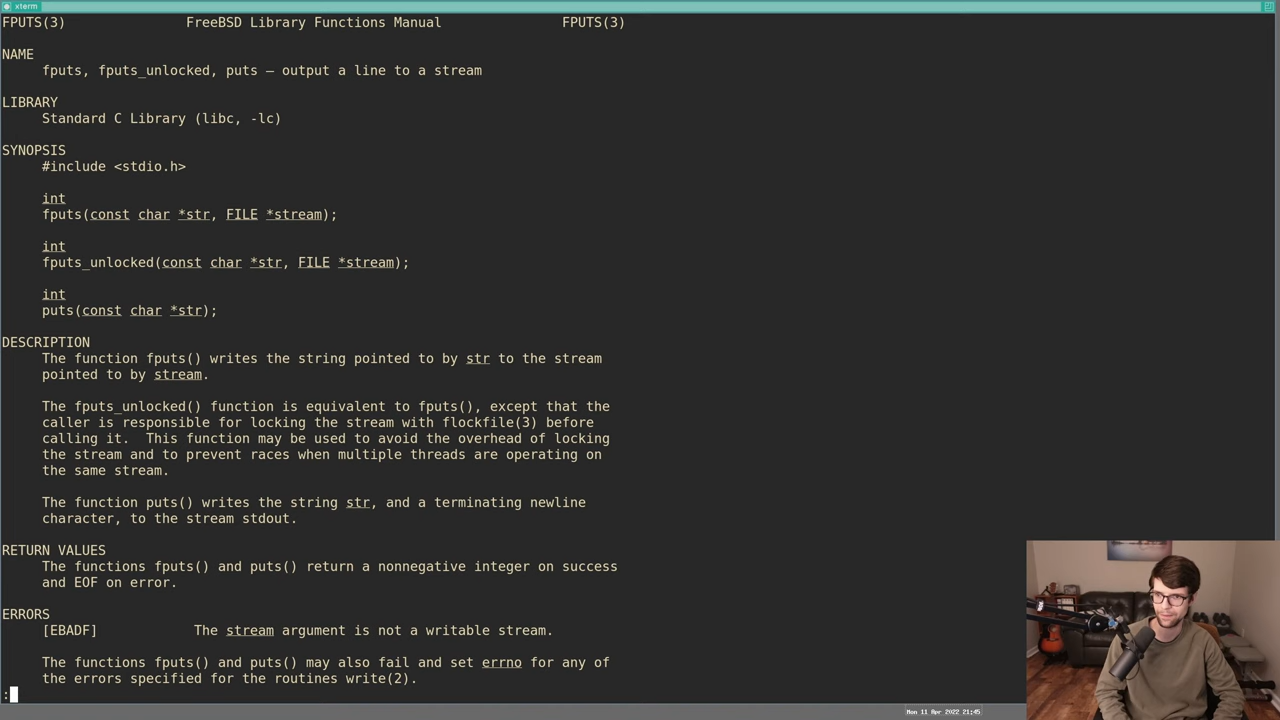 xterm
FPUTS(3) FreeBSD Library Functions Manual FPUTS(3)
NAME
fputs, fputs_unlocked, puts – output a line to a stream
LIBRARY
Standard C Library (libc, -lc)
SYNOPSIS
#include <stdio.h>
int
fputs(const char *str, FILE *stream);
int
fputs_unlocked(const char *str, FILE *stream);
int
puts(const char *str);
DESCRIPTION
The function fputs() writes the string pointed to by str to the stream
pointed to by stream.
The fputs_unlocked() function is equivalent to fputs(), except that the
caller is responsible for locking the stream with flockfile(3) before
calling it. This function may be used to avoid the overhead of locking
the stream and to prevent races when multiple threads are operating on
the same stream.
The function puts() writes the string str, and a terminating newline
character, to the stream stdout.
RETURN VALUES
The functions fputs() and puts() return a nonnegative integer on success
and EOF on error.
ERRORS
[EBADF] The stream argument is not a writable stream.
The functions fputs() and puts() may also fail and set errno for any of
the errors specified for the routines write(2).
:
Mon 11 Apr 2022 21:45